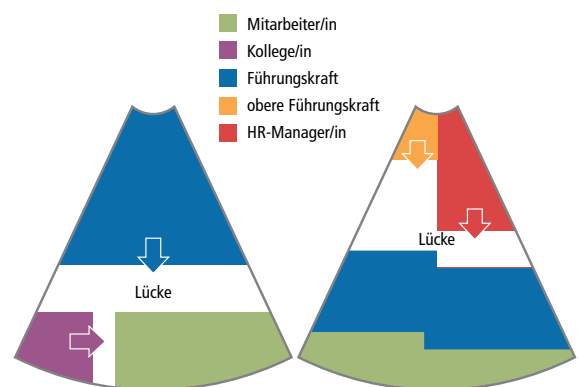 Mitarbeiter/in
Kollege/in
Führungskraft
obere Führungskraft
HR-Manager/in
Lücke
Lücke